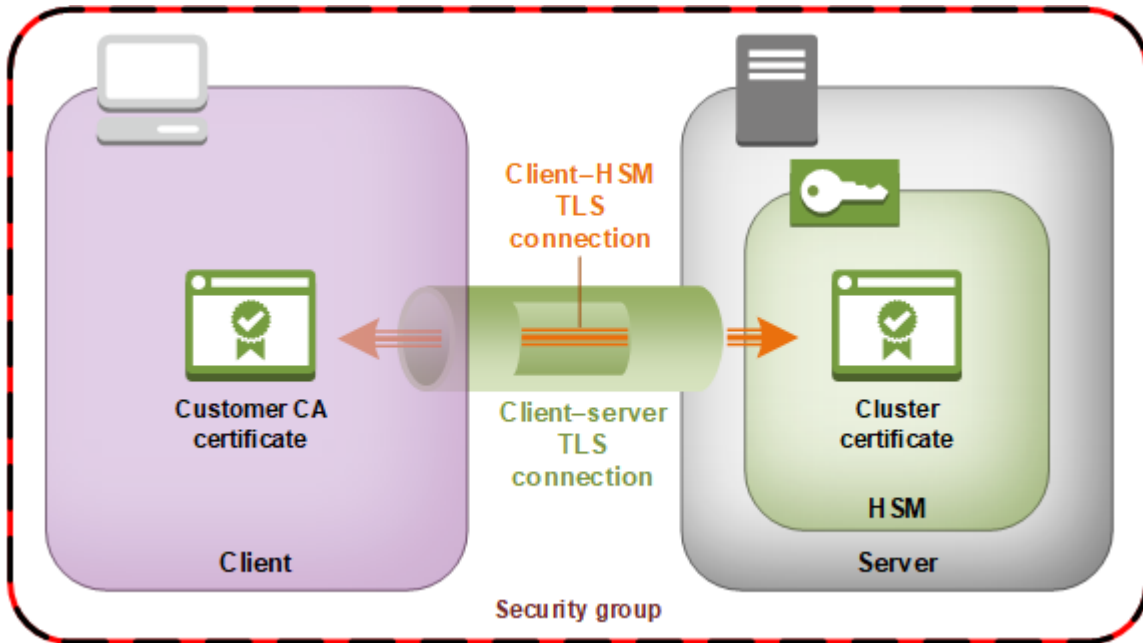 Client–HSM
TLS
connection
Customer CA
certificate
Client–server
TLS
connection
Cluster
certificate
HSM
Client
Server
Security group